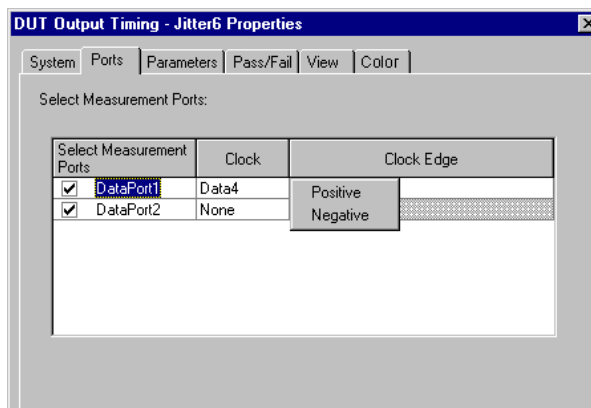 DUT Output Timing - Jitter6 Properties
System Ports Parameters Pass/Fail View Color
Select Measurement Ports:
Select Measurement Ports Clock Clock Edge
DataPort1 Data4 Positive
DataPort2 None Negative